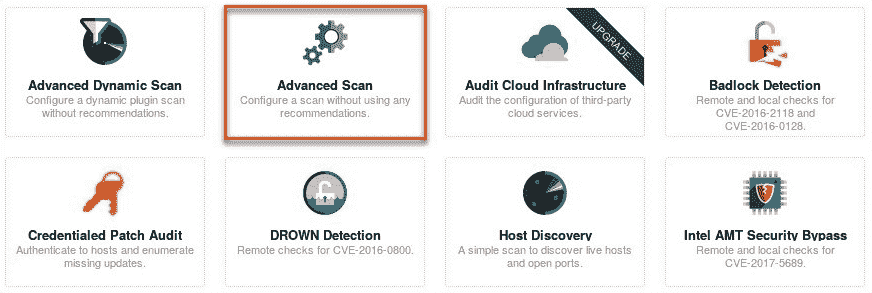 UPGRADE
Advanced Dynamic Scan
Configure a dynamic plugin scan
without recommendations.
Advanced Scan
Configure a scan without using any
recommendations.
Audit Cloud Infrastructure
Audit the configuration of third-party
cloud services.
Badlock Detection
Remote and local checks for
CVE-2016-2118 and
CVE-2016-0128.
Credentialed Patch Audit
Authenticate to hosts and enumerate
missing updates.
DROWN Detection
Remote checks for CVE-2016-0800.
Host Discovery
A simple scan to discover live hosts
and open ports.
Intel AMT Security Bypass
Remote and local checks for
CVE-2017-5689.